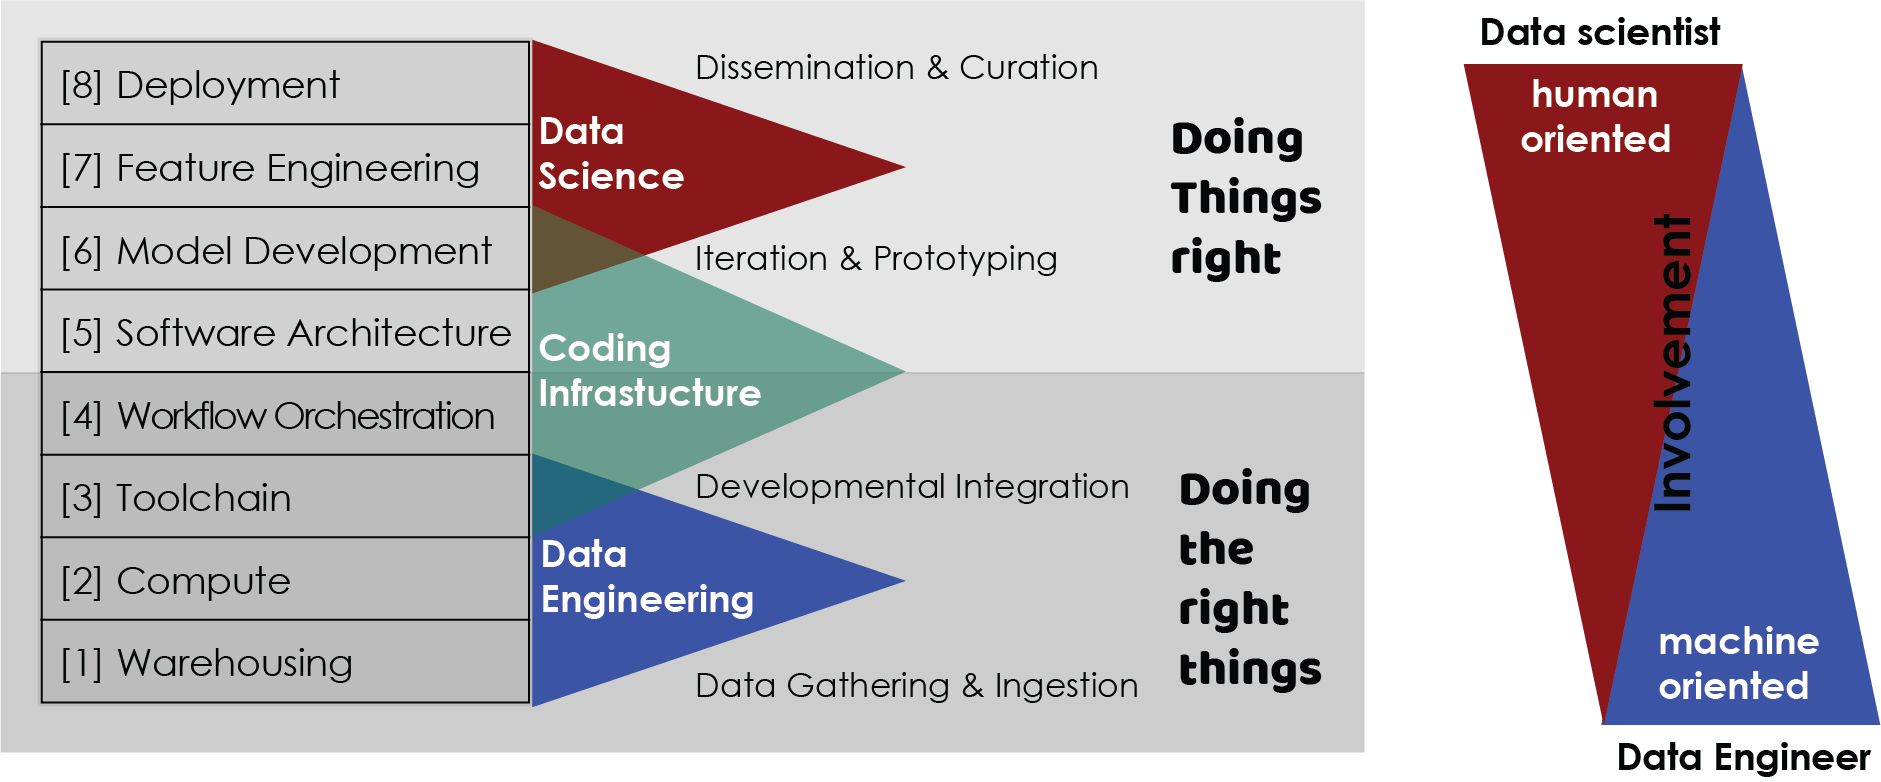 [8] Deployment
[7] Feature Engineering
[6] Model Development
[5] Software Architecture
[4] Workflow Orchestration
[3] Toolchain
[2] Compute
[1] Warehousing
Data
Science
Coding
Infrastucture
Data
Engineering
Dissemination & Curation
Iteration & Prototyping
Developmental Integration
Data Gathering & Ingestion
Doing
Things
right
Doing
the
right
things
Data scientist
human
oriented
Involvement
machine
oriented
Data Engineer